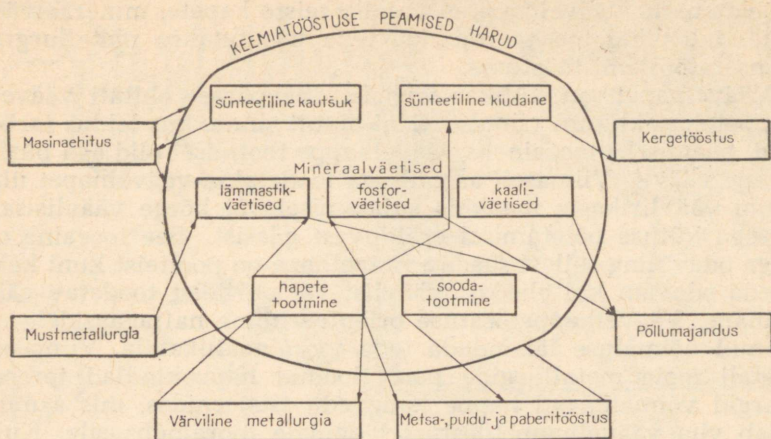 KEEMIATÖÖSTUSE PEAMISED HARUD
sünteetiline kautšuk
sünteetiline kiudaine
Masinaehitus
Kergetööstus
Mineraalväetised
lämmastik-
väetised
fosfor-
väetised
kaali-
väetised
hapete
tootmine
sooda-
tootmine
Mustmetallurgia
Põllumajandus
Värviline metallurgia
Metsa-, puidu- ja paberitööstus